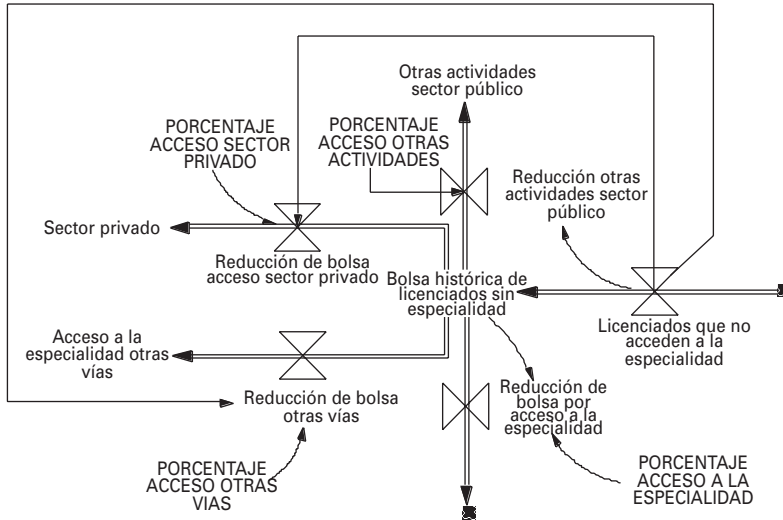 Otras actividades
sector público
PORCENTAJE
ACCESO SECTOR
PRIVADO
PORCENTAJE
ACCESO OTRAS
ACTIVIDADES
Reducción otras
actividades sector
público
Sector privado
Reducción de bolsa
acceso sector privado
Bolsa histórica de
licenciados sin
especialidad
Licenciados que no
acceden a la
especialidad
Acceso a la
especialidad otras
vías
Reducción de bolsa
otras vías
Reducción de
bolsa por
acceso a la
especialidad
PORCENTAJE
ACCESO OTRAS
VIAS
PORCENTAJE
ACCESO A LA
ESPECIALIDAD